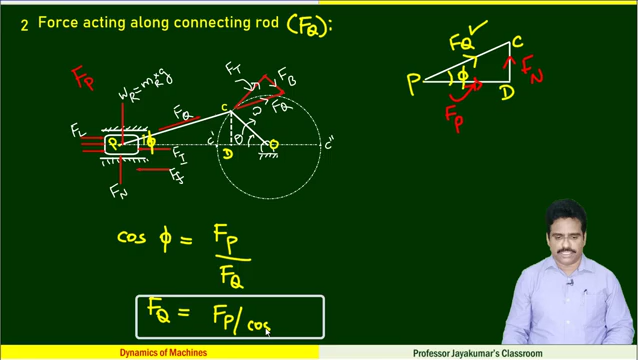 2 Force acting along connecting rod (FQ):
FP
WR=mR*g
FT
FB
FQ
FQ
C
ω
θ
O
FL
P
φ
C'
D
C"
FI
Ff
FN
FQ ✓
C
P
φ
D
FN
FP
cos φ = FP / FQ
FQ = FP/cos
Dynamics of Machines
Professor Jayakumar's Classroom